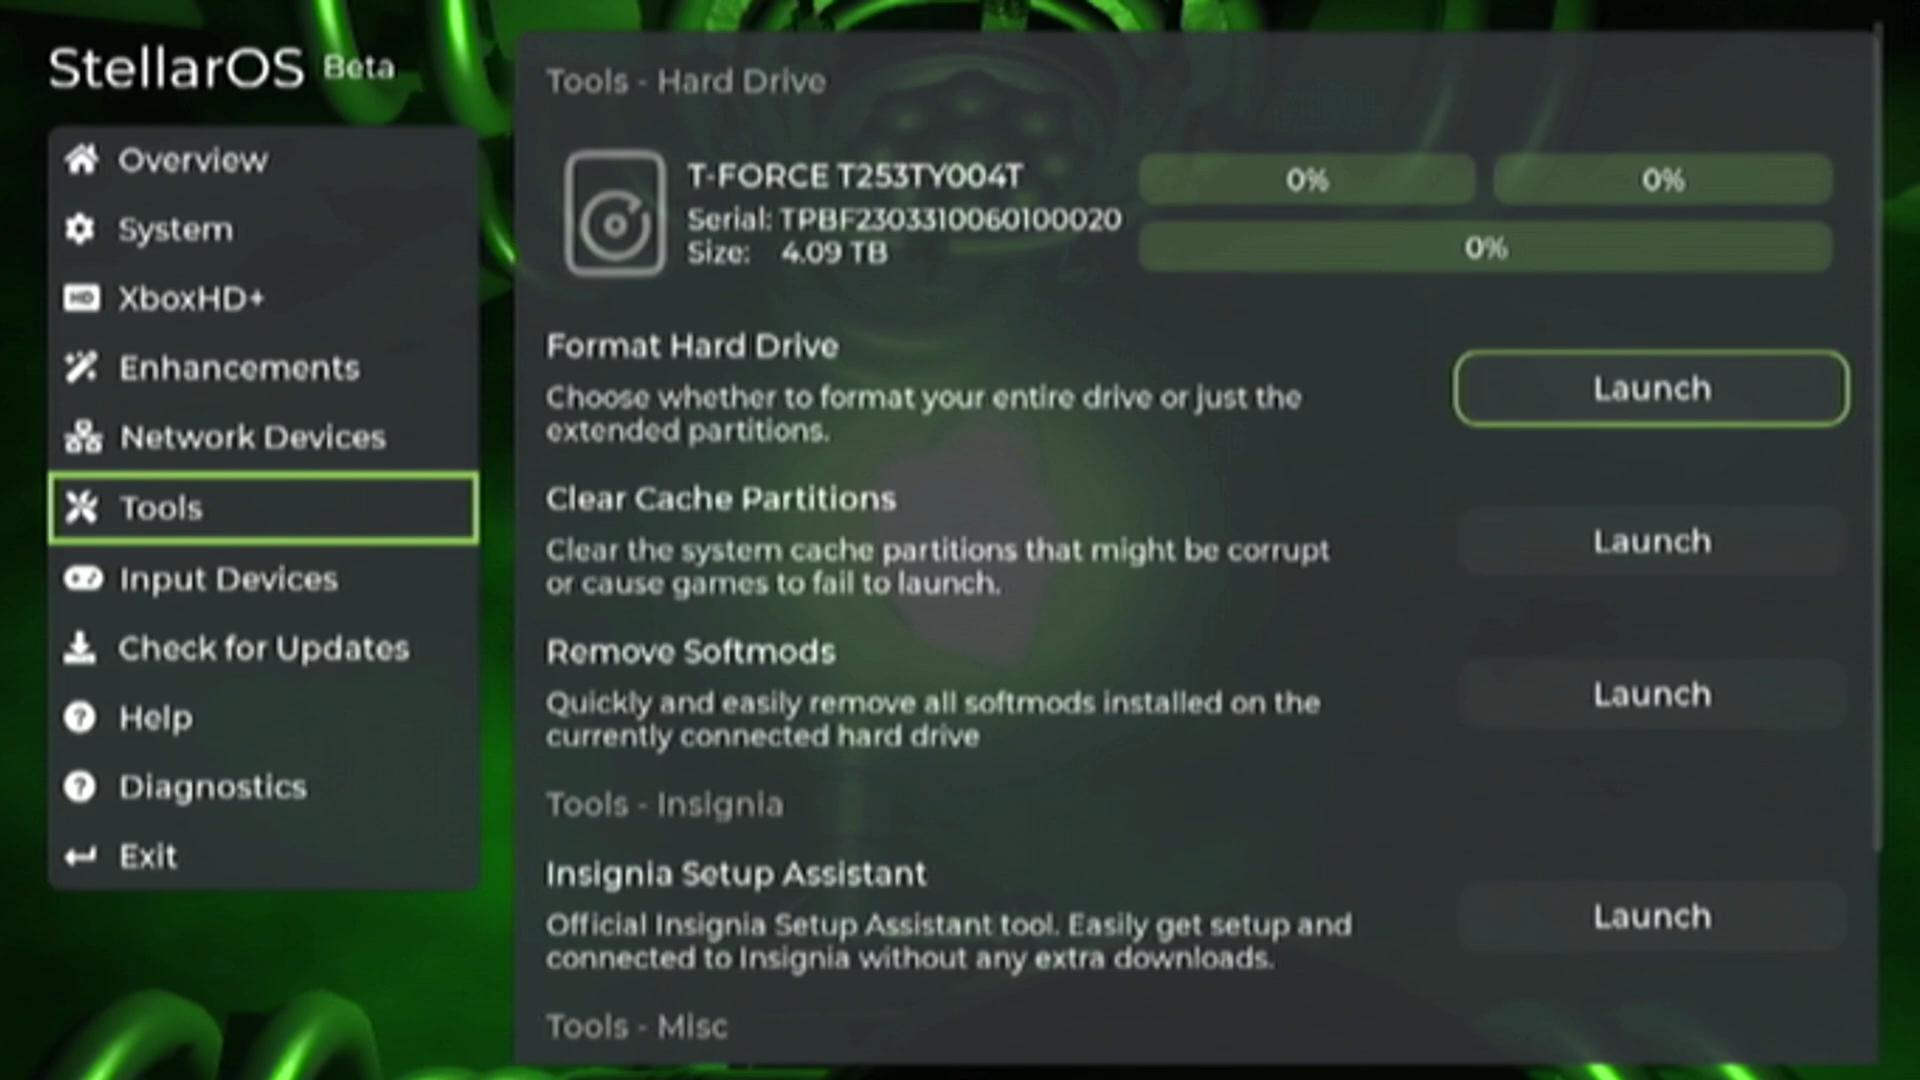 StellarOS Beta
Overview
System
HD XboxHD+
Enhancements
Network Devices
Tools
Input Devices
Check for Updates
Help
Diagnostics
Exit
Tools - Hard Drive
T-FORCE T253TY004T
Serial: TPBF2303310060100020
Size: 4.09 TB
0% 0%
0%
Format Hard Drive
Choose whether to format your entire drive or just the
extended partitions.
Launch
Clear Cache Partitions
Clear the system cache partitions that might be corrupt
or cause games to fail to launch.
Launch
Remove Softmods
Quickly and easily remove all softmods installed on the
currently connected hard drive
Launch
Tools - Insignia
Insignia Setup Assistant
Official Insignia Setup Assistant tool. Easily get setup and
connected to Insignia without any extra downloads.
Launch
Tools - Misc